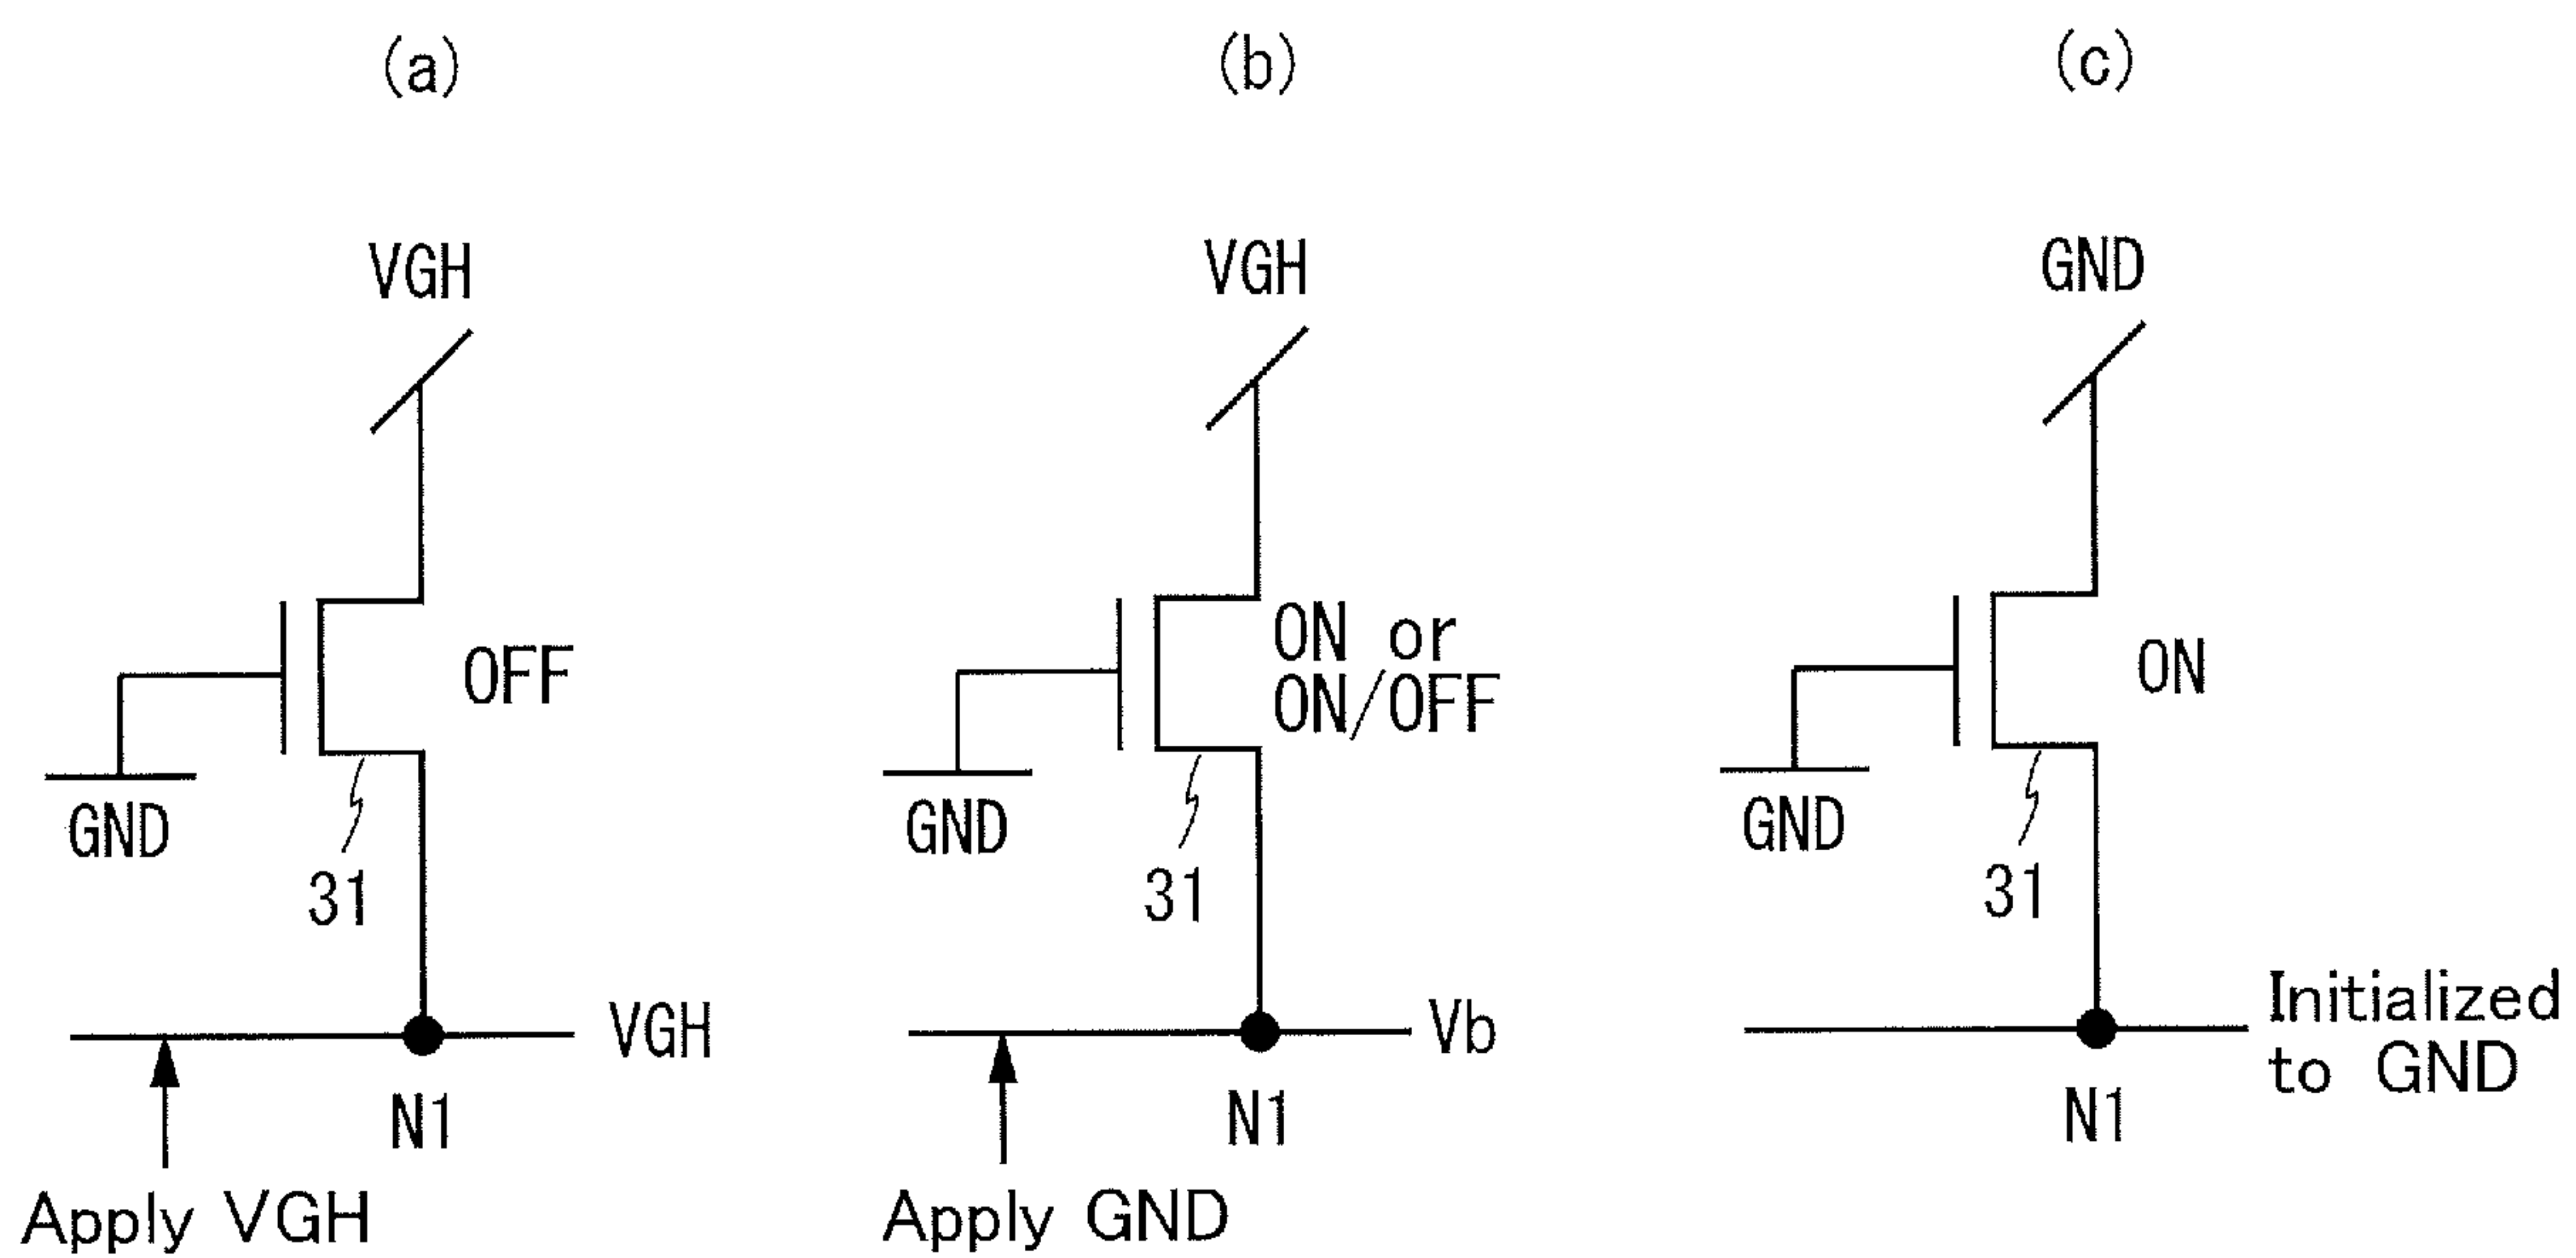 (a)
(b)
(c)
VGH
VGH
GND
OFF
ON or
ON/OFF
ON
GND
GND
GND
31
31
31
VGH
Vb
Initialized
to GND
N1
N1
N1
Apply VGH
Apply GND